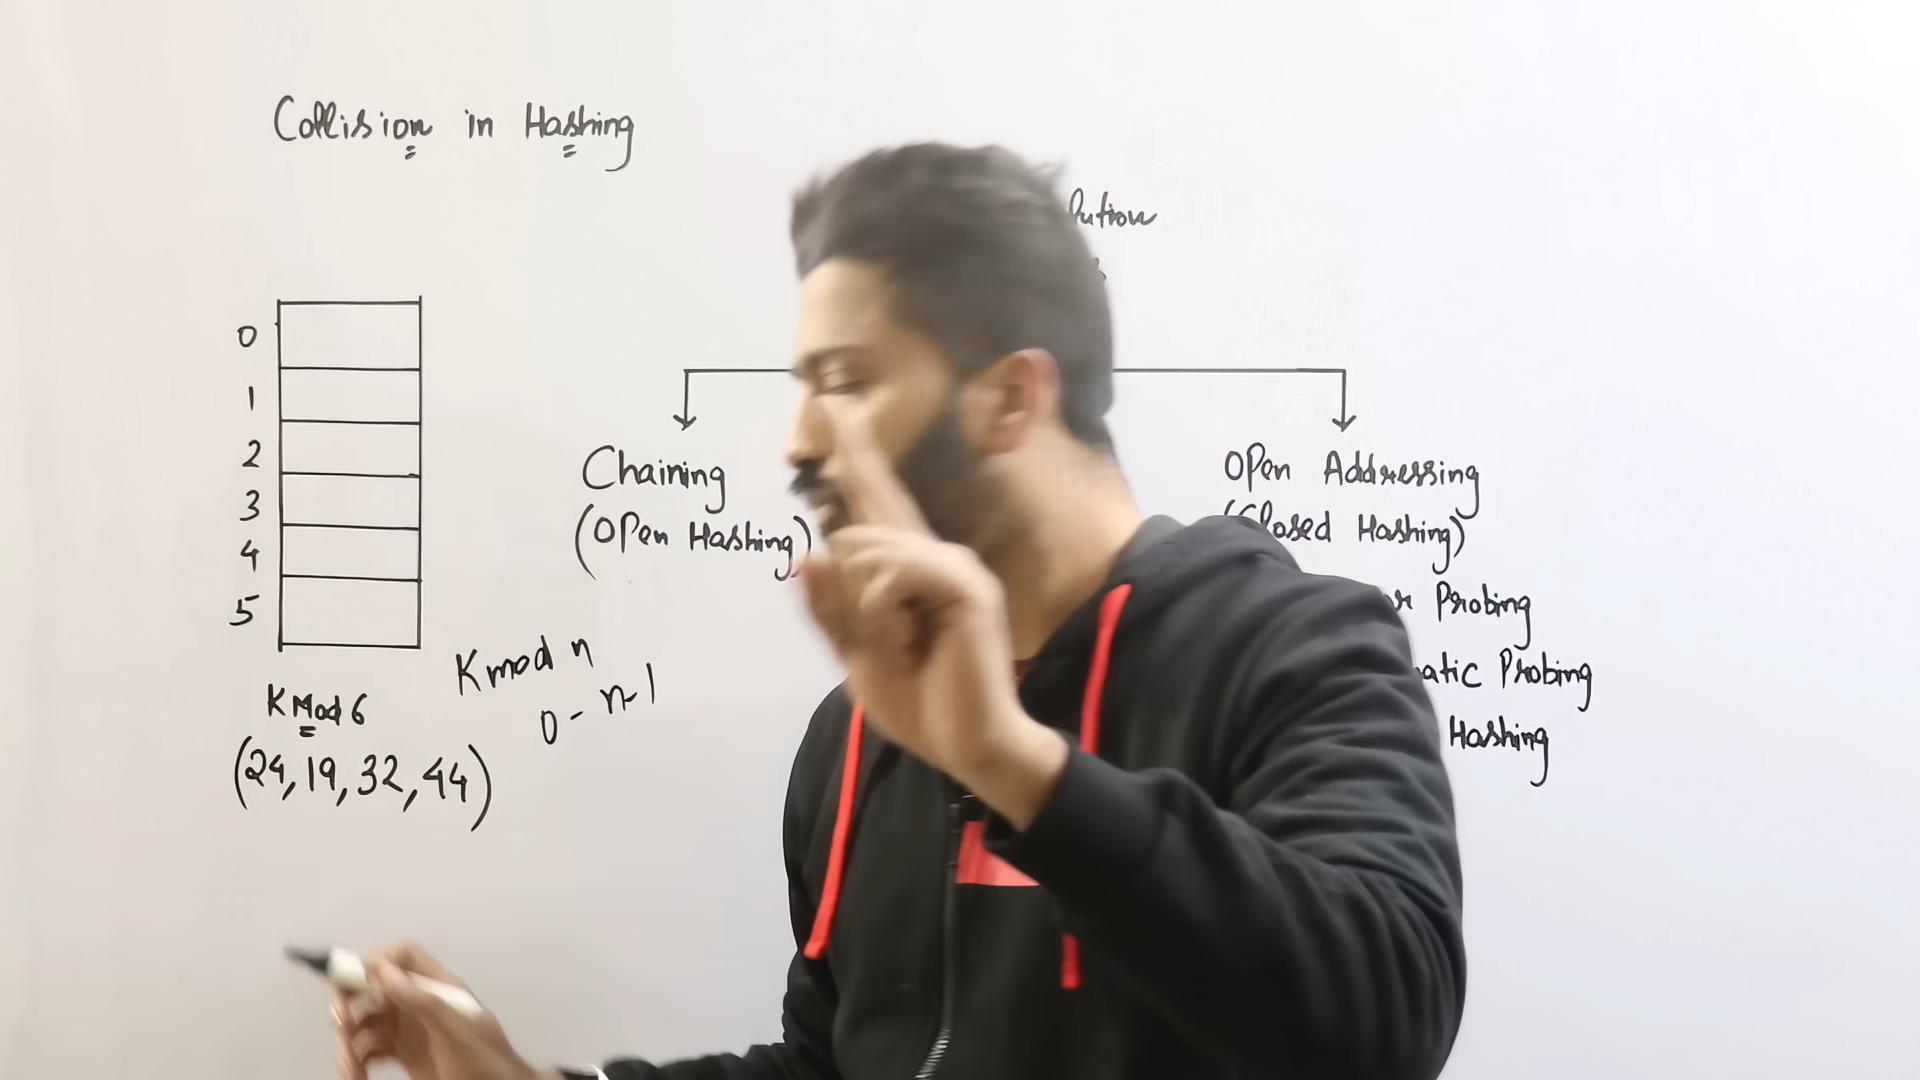 Collision in Hashing
0
1
2
3
4
5
K Mod 6
(24, 19, 32, 44)
K mod n
0 - n-1
Chaining
(Open Hashing)
Open Addressing
(Closed Hashing)
Probing
Probing
Hashing